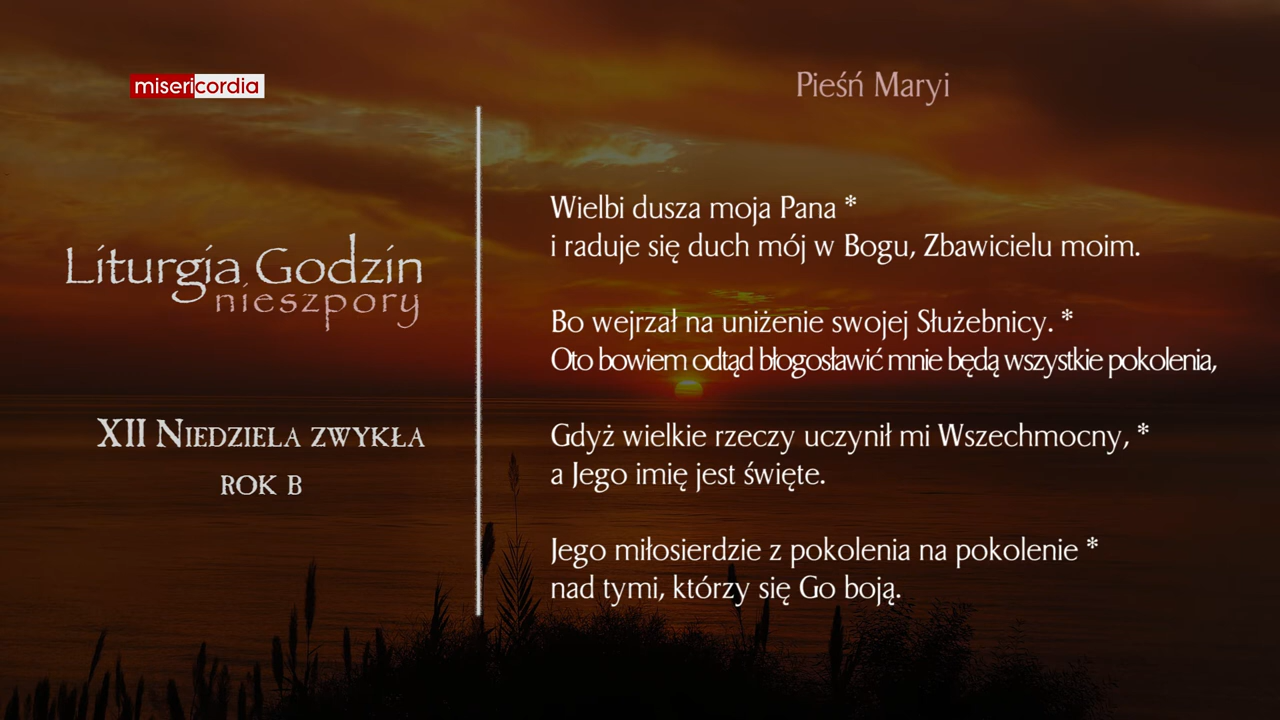 misericordia
Liturgia Godzin
nieszpory
XII Niedziela zwykła
rok B
Pieśń Maryi
Wielbi dusza moja Pana *
i raduje się duch mój w Bogu, Zbawicielu moim.
Bo wejrzał na uniżenie swojej Służebnicy. *
Oto bowiem odtąd błogosławić mnie będą wszystkie pokolenia,
Gdyż wielkie rzeczy uczynił mi Wszechmocny, *
a Jego imię jest święte.
Jego miłosierdzie z pokolenia na pokolenie *
nad tymi, którzy się Go boją.